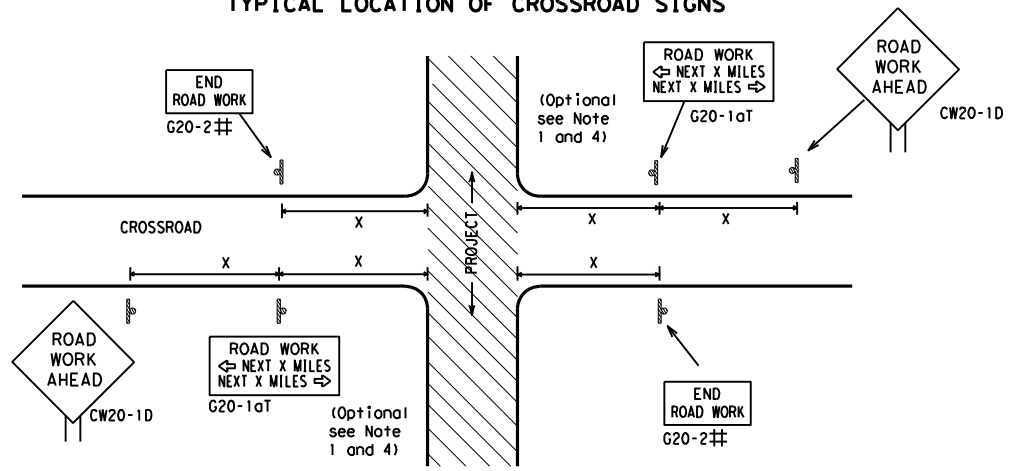 TYPICAL LOCATION OF CROSSROAD SIGNS
END
ROAD WORK
G20-2#
(Optional
see Note
1 and 4)
ROAD WORK
⇦ NEXT X MILES
NEXT X MILES ⇨
G20-1aT
ROAD
WORK
AHEAD
CW20-1D
X
X
X
CROSSROAD
PROJECT
X
X
X
ROAD
WORK
AHEAD
CW20-1D
ROAD WORK
⇦ NEXT X MILES
NEXT X MILES ⇨
G20-1aT
(Optional
see Note
1 and 4)
END
ROAD WORK
G20-2#